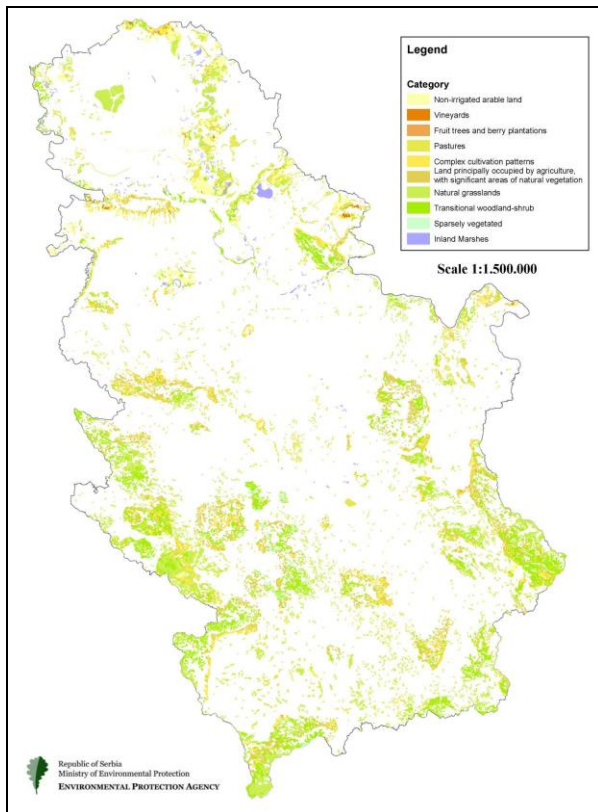 Legend
Category
Non-irrigated arable land
Vineyards
Fruit trees and berry plantations
Pastures
Complex cultivation patterns
Land principally occupied by agriculture,
with significant areas of natural vegetation
Natural grasslands
Transitional woodland-shrub
Sparsely vegetated
Inland Marshes
Scale 1:1.500.000
Republic of Serbia
Ministry of Environmental Protection
ENVIRONMENTAL PROTECTION AGENCY